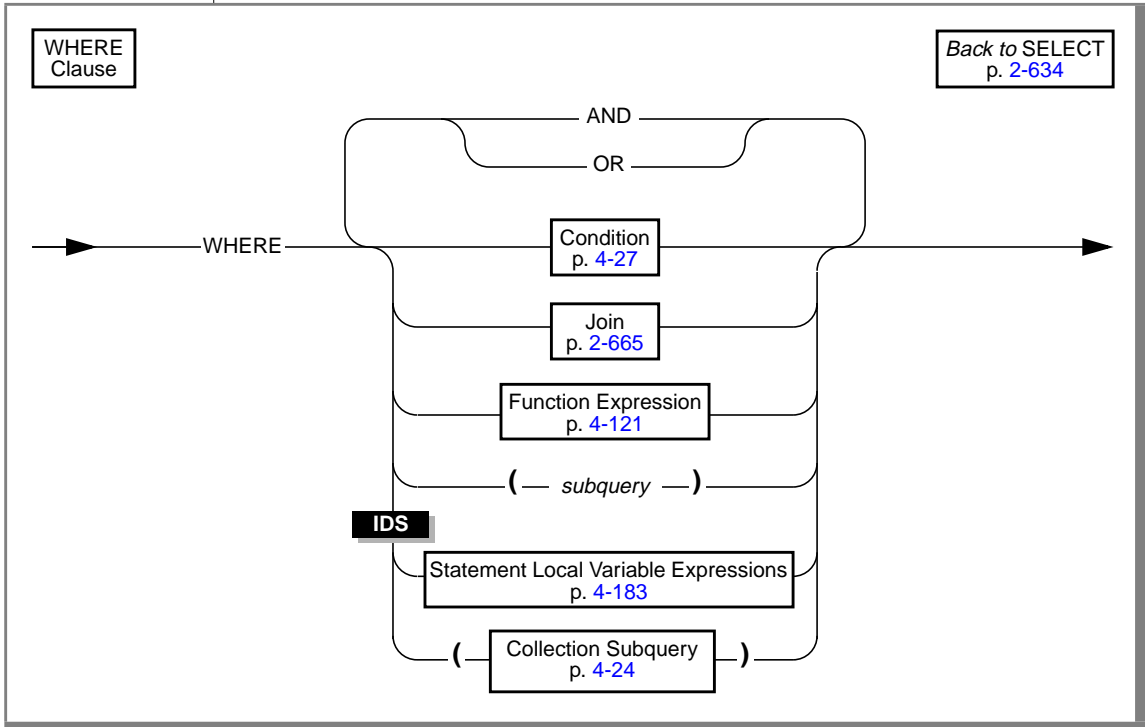 WHERE
Clause
Back to SELECT
p. 2-634
AND
OR
WHERE
Condition
p. 4-27
Join
p. 2-665
Function Expression
p. 4-121
( subquery )
IDS
Statement Local Variable Expressions
p. 4-183
( Collection Subquery )
p. 4-24